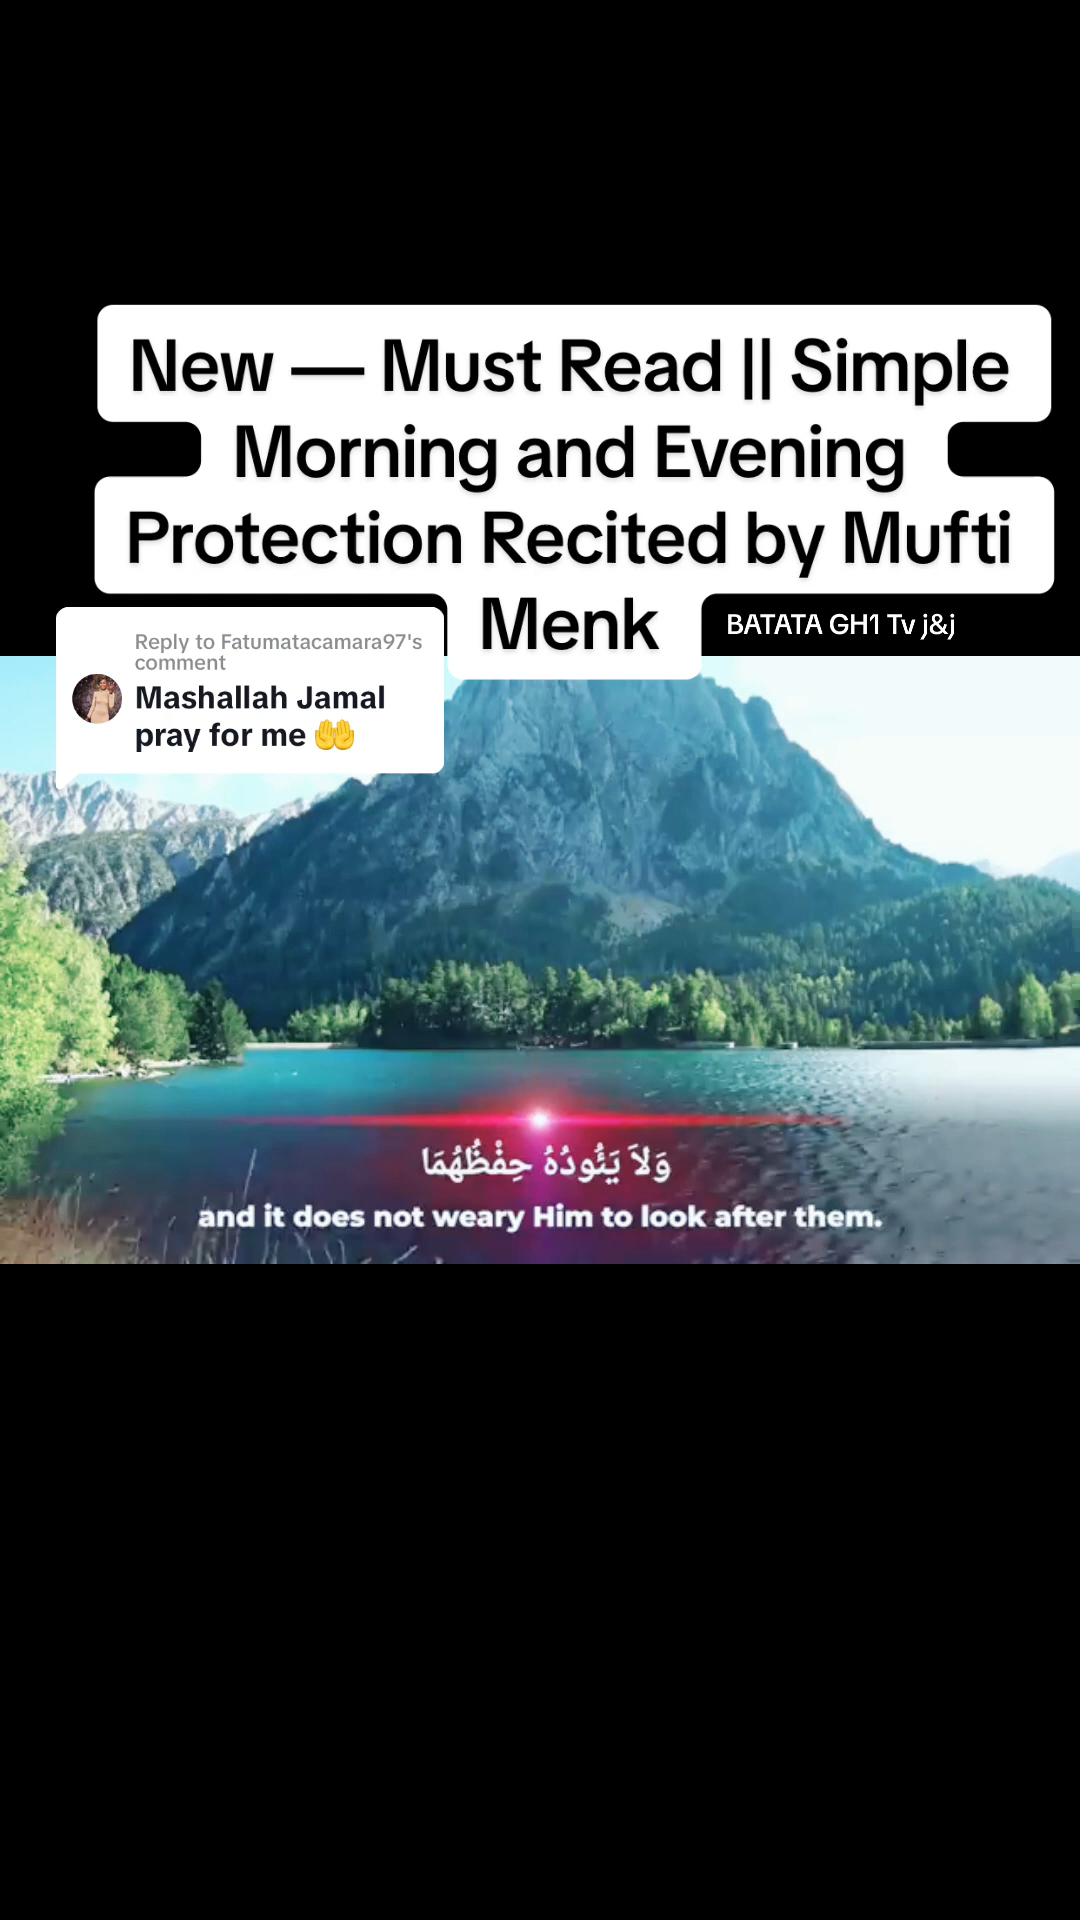 New — Must Read || Simple
Morning and Evening
Protection Recited by Mufti
Menk
BATATA GH1 Tv j&j
Reply to Fatumatacamara97's
comment
Mashallah Jamal
pray for me 🤲
وَلاَ يَئُودُهُ حِفْظُهُمَا
and it does not weary Him to look after them.